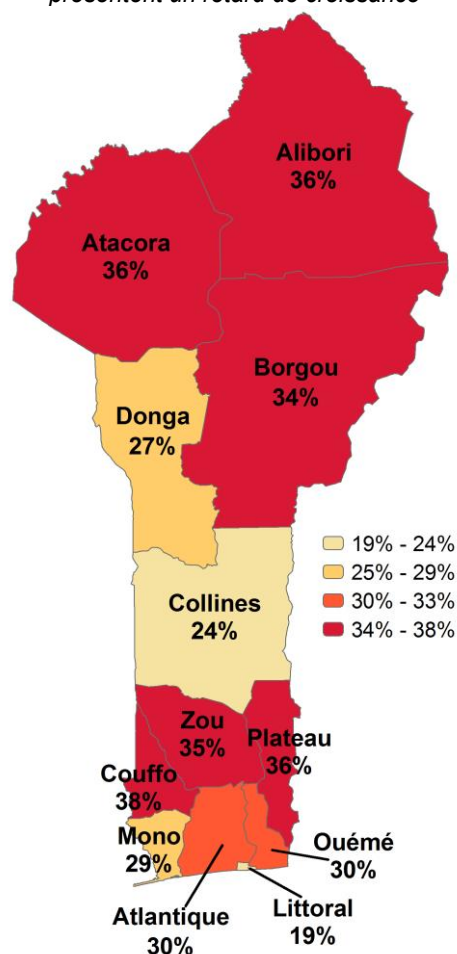 présentent un retard de croissance
Alibori
36%
Atacora
36%
Borgou
34%
Donga
27%
19% - 24%
25% - 29%
30% - 33%
34% - 38%
Collines
24%
Zou
35%
Plateau
36%
Couffo
38%
Mono
29%
Ouémé
30%
Atlantique
30%
Littoral
19%